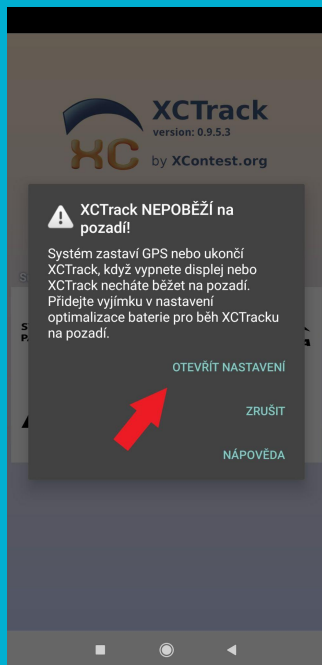 XCTrack
version: 0.9.5.3
XC
by XContest.org
XCTrack NEPOBĚŽÍ na
pozadí!
Systém zastaví GPS nebo ukončí
XCTrack, když vypnete displej nebo
XCTrack necháte běžet na pozadí.
Přidejte vyjímku v nastavení
optimalizace baterie pro běh XCTracku
na pozadí.
OTEVŘÍT NASTAVENÍ
ZRUŠIT
NÁPOVĚDA